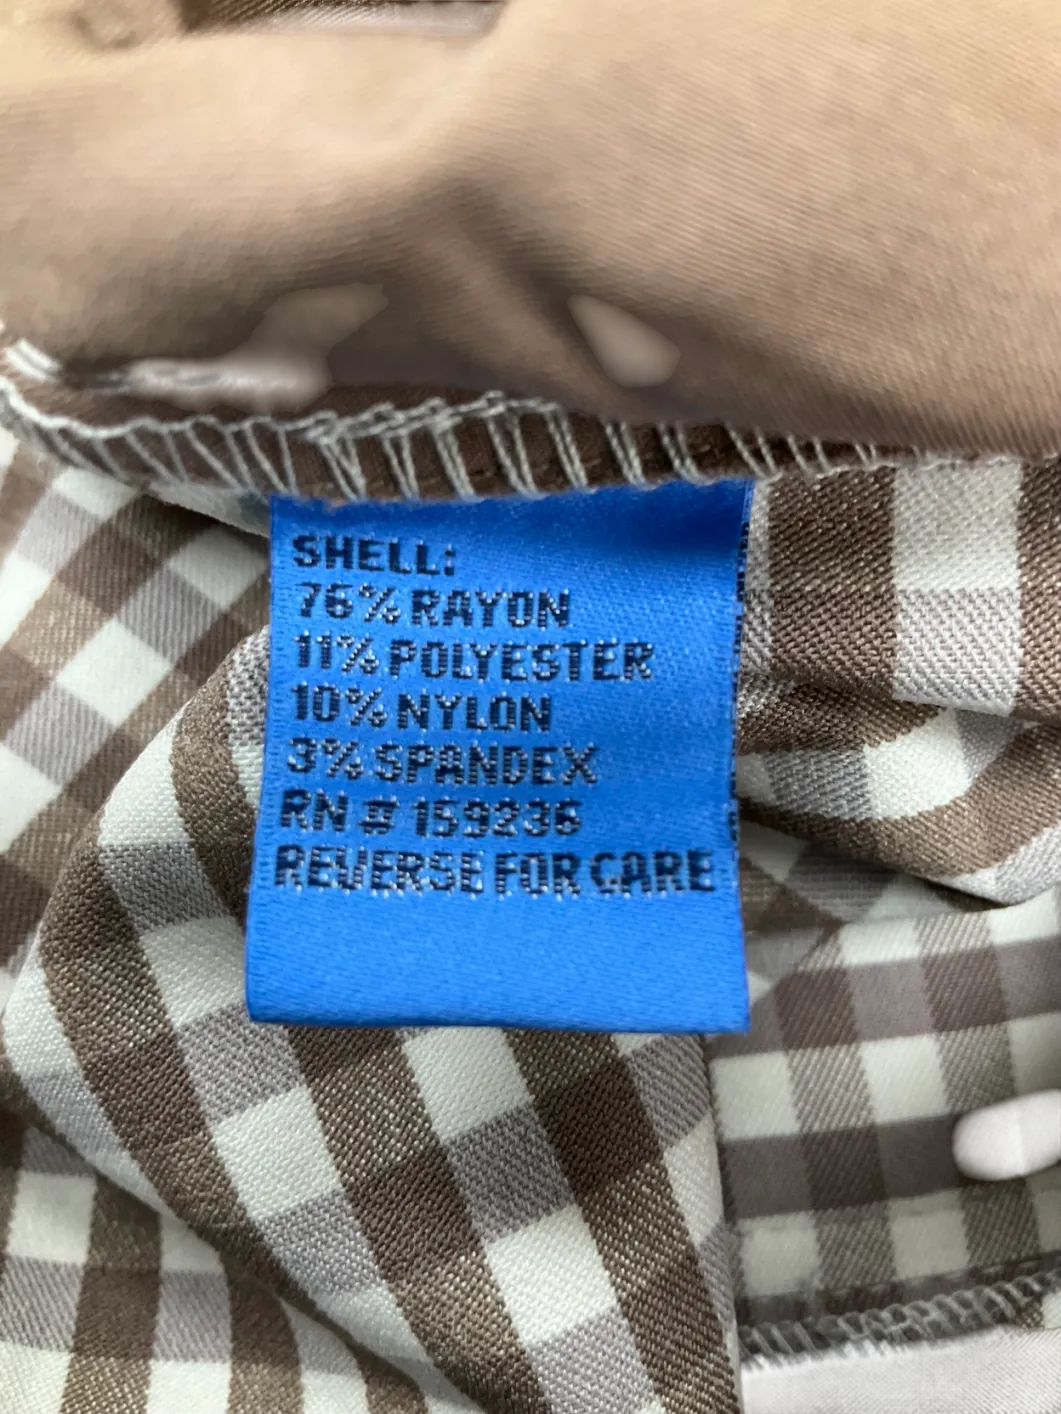 SHELL:
76% RAYON
11% POLYESTER
10% NYLON
3% SPANDEX
RN # 159236
REVERSE FOR CARE